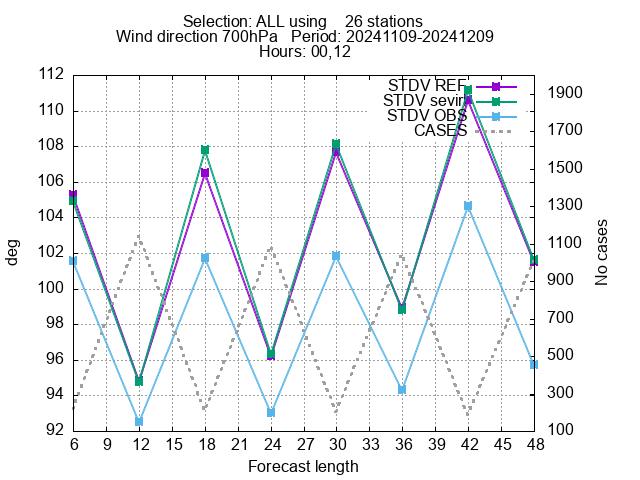 Selection: ALL using    26 stations
Wind direction 700hPa   Period: 20241109-20241209
Hours: 00,12
STDV REF
STDV sevir
STDV OBS
CASES
deg
112
110
108
106
104
102
100
98
96
94
92
No cases
1900
1700
1500
1300
1100
900
700
500
300
100
6 9 12 15 18 21 24 27 30 33 36 39 42 45 48
Forecast length